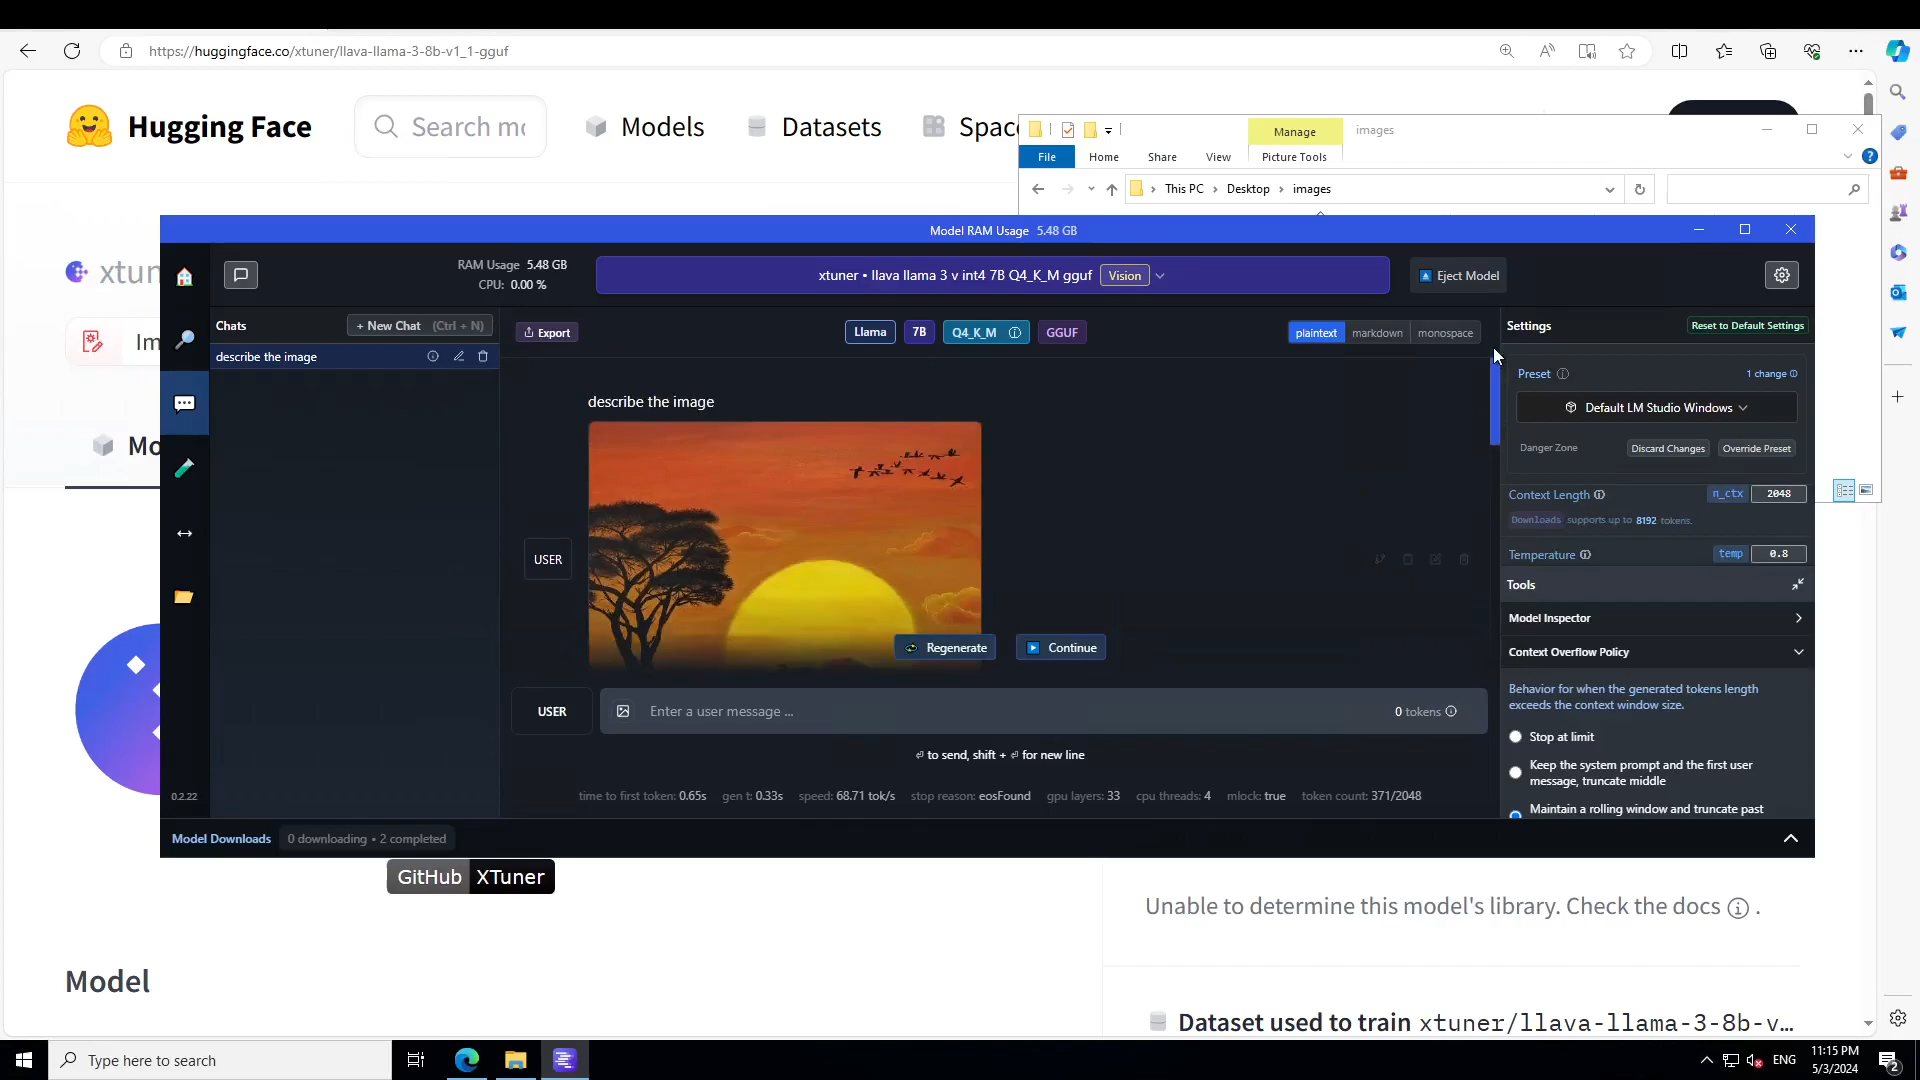 https://huggingface.co/xtuner/llava-llama-3-8b-v1_1-gguf
Hugging Face
Search mo
Models
Datasets
Spac
Manage
images
File
Home
Share
View
Picture Tools
This PC
Desktop
images
Model RAM Usage 5.48 GB
xtun
RAM Usage 5.48 GB
CPU: 0.00 %
xtuner • llava llama 3 v int4 7B Q4_K_M gguf
Vision
Eject Model
Im
Mo
Chats
+ New Chat (Ctrl + N)
describe the image
Export
Llama
7B
Q4_K_M
GGUF
plaintext
markdown
monospace
describe the image
USER
Regenerate
Continue
USER
Enter a user message ...
0 tokens
⏎ to send, shift + ⏎ for new line
time to first token: 0.65s
gen t: 0.33s
speed: 68.71 tok/s
stop reason: eosFound
gpu layers: 33
cpu threads: 4
mlock: true
token count: 371/2048
Settings
Reset to Default Settings
Preset
1 change
Default LM Studio Windows
Danger Zone
Discard Changes
Override Preset
Context Length
n_ctx
2048
Downloads supports up to 8192 tokens.
Temperature
temp
0.8
Tools
Model Inspector
Context Overflow Policy
Behavior for when the generated tokens length
exceeds the context window size.
Stop at limit
Keep the system prompt and the first user
message, truncate middle
Maintain a rolling window and truncate past
0.2.22
Model Downloads
0 downloading • 2 completed
GitHub XTuner
Unable to determine this model's library. Check the docs .
Model
Dataset used to train xtuner/llava-llama-3-8b-v...
Type here to search
ENG
11:15 PM
5/3/2024
2